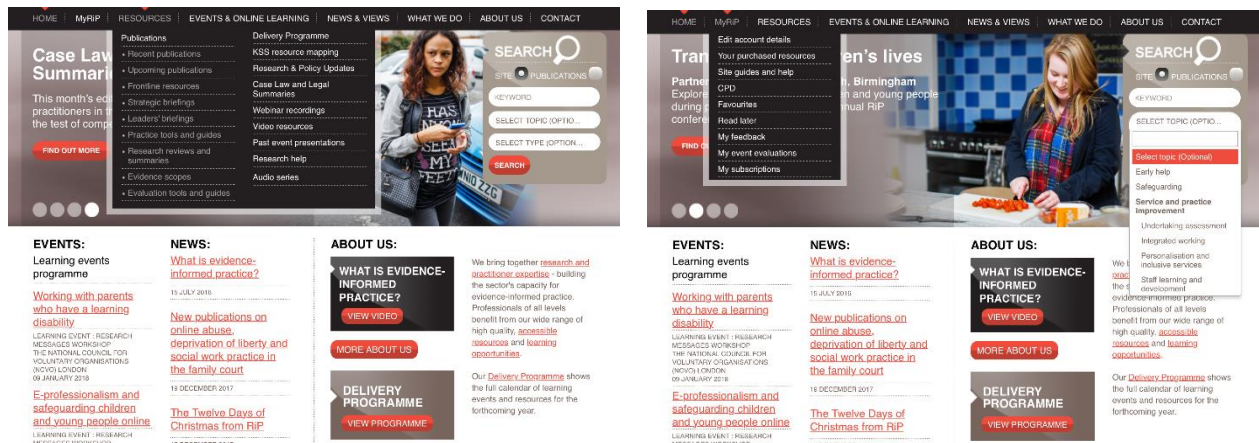 HOME MyRiP RESOURCES EVENTS & ONLINE LEARNING NEWS & VIEWS WHAT WE DO ABOUT US CONTACT
Case Law
Summari
This month's edi
practitioners in th
the test of compe
FIND OUT MORE
Publications
• Recent publications
• Upcoming publications
• Frontline resources
• Strategic briefings
• Leaders' briefings
• Practice tools and guides
• Research reviews and
summaries
• Evidence scopes
• Evaluation tools and guides
Delivery Programme
KSS resource mapping
Research & Policy Updates
Case Law and Legal
Summaries
Webinar recordings
Video resources
Past event presentations
Research help
Audio series
HAS
SEEN
MY
SEARCH
SITE PUBLICATIONS
KEYWORD
SELECT TOPIC (OPTIO...
SELECT TYPE (OPTION...
SEARCH
EVENTS:
Learning events
programme
Working with parents
who have a learning
disability
LEARNING EVENT : RESEARCH
MESSAGES WORKSHOP
THE NATIONAL COUNCIL FOR
VOLUNTARY ORGANISATIONS
(NCVO) LONDON
09 JANUARY 2018
E-professionalism and
safeguarding children
and young people online
LEARNING EVENT : RESEARCH
MESSAGES WORKSHOP
NEWS:
What is evidence-
informed practice?
15 JULY 2016
New publications on
online abuse,
deprivation of liberty and
social work practice in
the family court
18 DECEMBER 2017
The Twelve Days of
Christmas from RiP
ABOUT US:
WHAT IS EVIDENCE-
INFORMED
PRACTICE?
VIEW VIDEO
MORE ABOUT US
DELIVERY
PROGRAMME
VIEW PROGRAMME
We bring together research and
practitioner expertise - building
the sector's capacity for
evidence-informed practice.
Professionals of all levels
benefit from our wide range of
high quality, accessible
resources and learning
opportunities.
Our Delivery Programme shows
the full calendar of learning
events and resources for the
forthcoming year.
HOME MyRiP RESOURCES EVENTS & ONLINE LEARNING NEWS & VIEWS WHAT WE DO ABOUT US CONTACT
Tran
ren's lives
Partner
h, Birmingham
Explore
n and young people
during p
nnual RiP
confere
FIND OU
Edit account details
Your purchased resources
Site guides and help
CPD
Favourites
Read later
My feedback
My event evaluations
My subscriptions
SEARCH
SITE PUBLICATIONS
KEYWORD
SELECT TOPIC (OPTIO...
Select topic (Optional)
Early help
Safeguarding
Service and practice
improvement
Undertaking assessment
Integrated working
Personalisation and
inclusive services
Staff learning and
development
EVENTS:
Learning events
programme
Working with parents
who have a learning
disability
LEARNING EVENT : RESEARCH
MESSAGES WORKSHOP
THE NATIONAL COUNCIL FOR
VOLUNTARY ORGANISATIONS
(NCVO) LONDON
09 JANUARY 2018
E-professionalism and
safeguarding children
and young people online
LEARNING EVENT : RESEARCH
MESSAGES WORKSHOP
NEWS:
What is evidence-
informed practice?
15 JULY 2016
New publications on
online abuse,
deprivation of liberty and
social work practice in
the family court
18 DECEMBER 2017
The Twelve Days of
Christmas from RiP
ABOUT US:
WHAT IS EVIDENCE-
INFORMED
PRACTICE?
VIEW VIDEO
MORE ABOUT US
DELIVERY
PROGRAMME
VIEW PROGRAMME
We b
prac
the s
evidence-informed practice.
Professionals of all levels
benefit from our wide range of
high quality, accessible
resources and learning
opportunities.
Our Delivery Programme shows
the full calendar of learning
events and resources for the
forthcoming year.